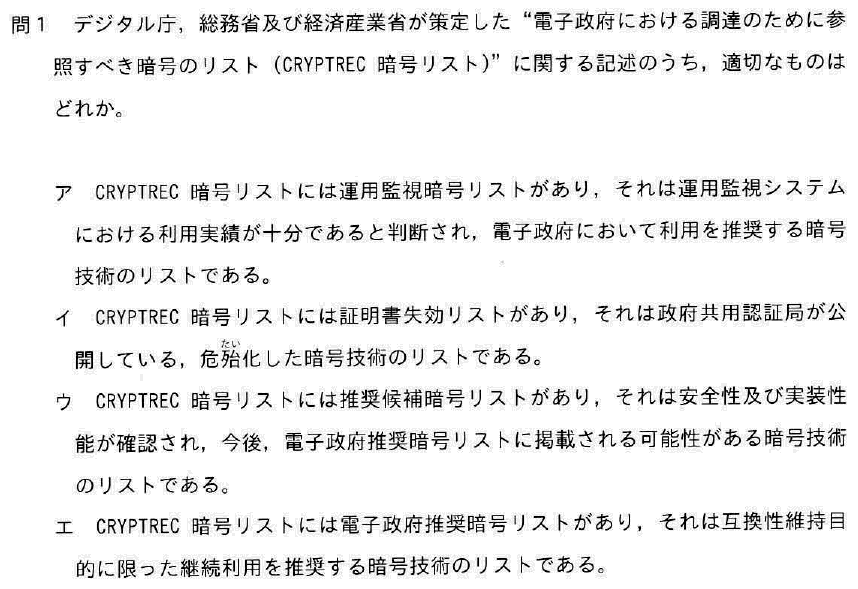 問1 デジタル庁，総務省及び経済産業省が策定した“電子政府における調達のために参
照すべき暗号のリスト（CRYPTREC 暗号リスト）”に関する記述のうち，適切なものは
どれか。
ア CRYPTREC 暗号リストには運用監視暗号リストがあり，それは運用監視システム
における利用実績が十分であると判断され，電子政府において利用を推奨する暗号
技術のリストである。
イ CRYPTREC 暗号リストには証明書失効リストがあり，それは政府共用認証局が公
たい
開している，危殆化した暗号技術のリストである。
ウ CRYPTREC 暗号リストには推奨候補暗号リストがあり，それは安全性及び実装性
能が確認され，今後，電子政府推奨暗号リストに掲載される可能性がある暗号技術
のリストである。
エ CRYPTREC 暗号リストには電子政府推奨暗号リストがあり，それは互換性維持目
的に限った継続利用を推奨する暗号技術のリストである。